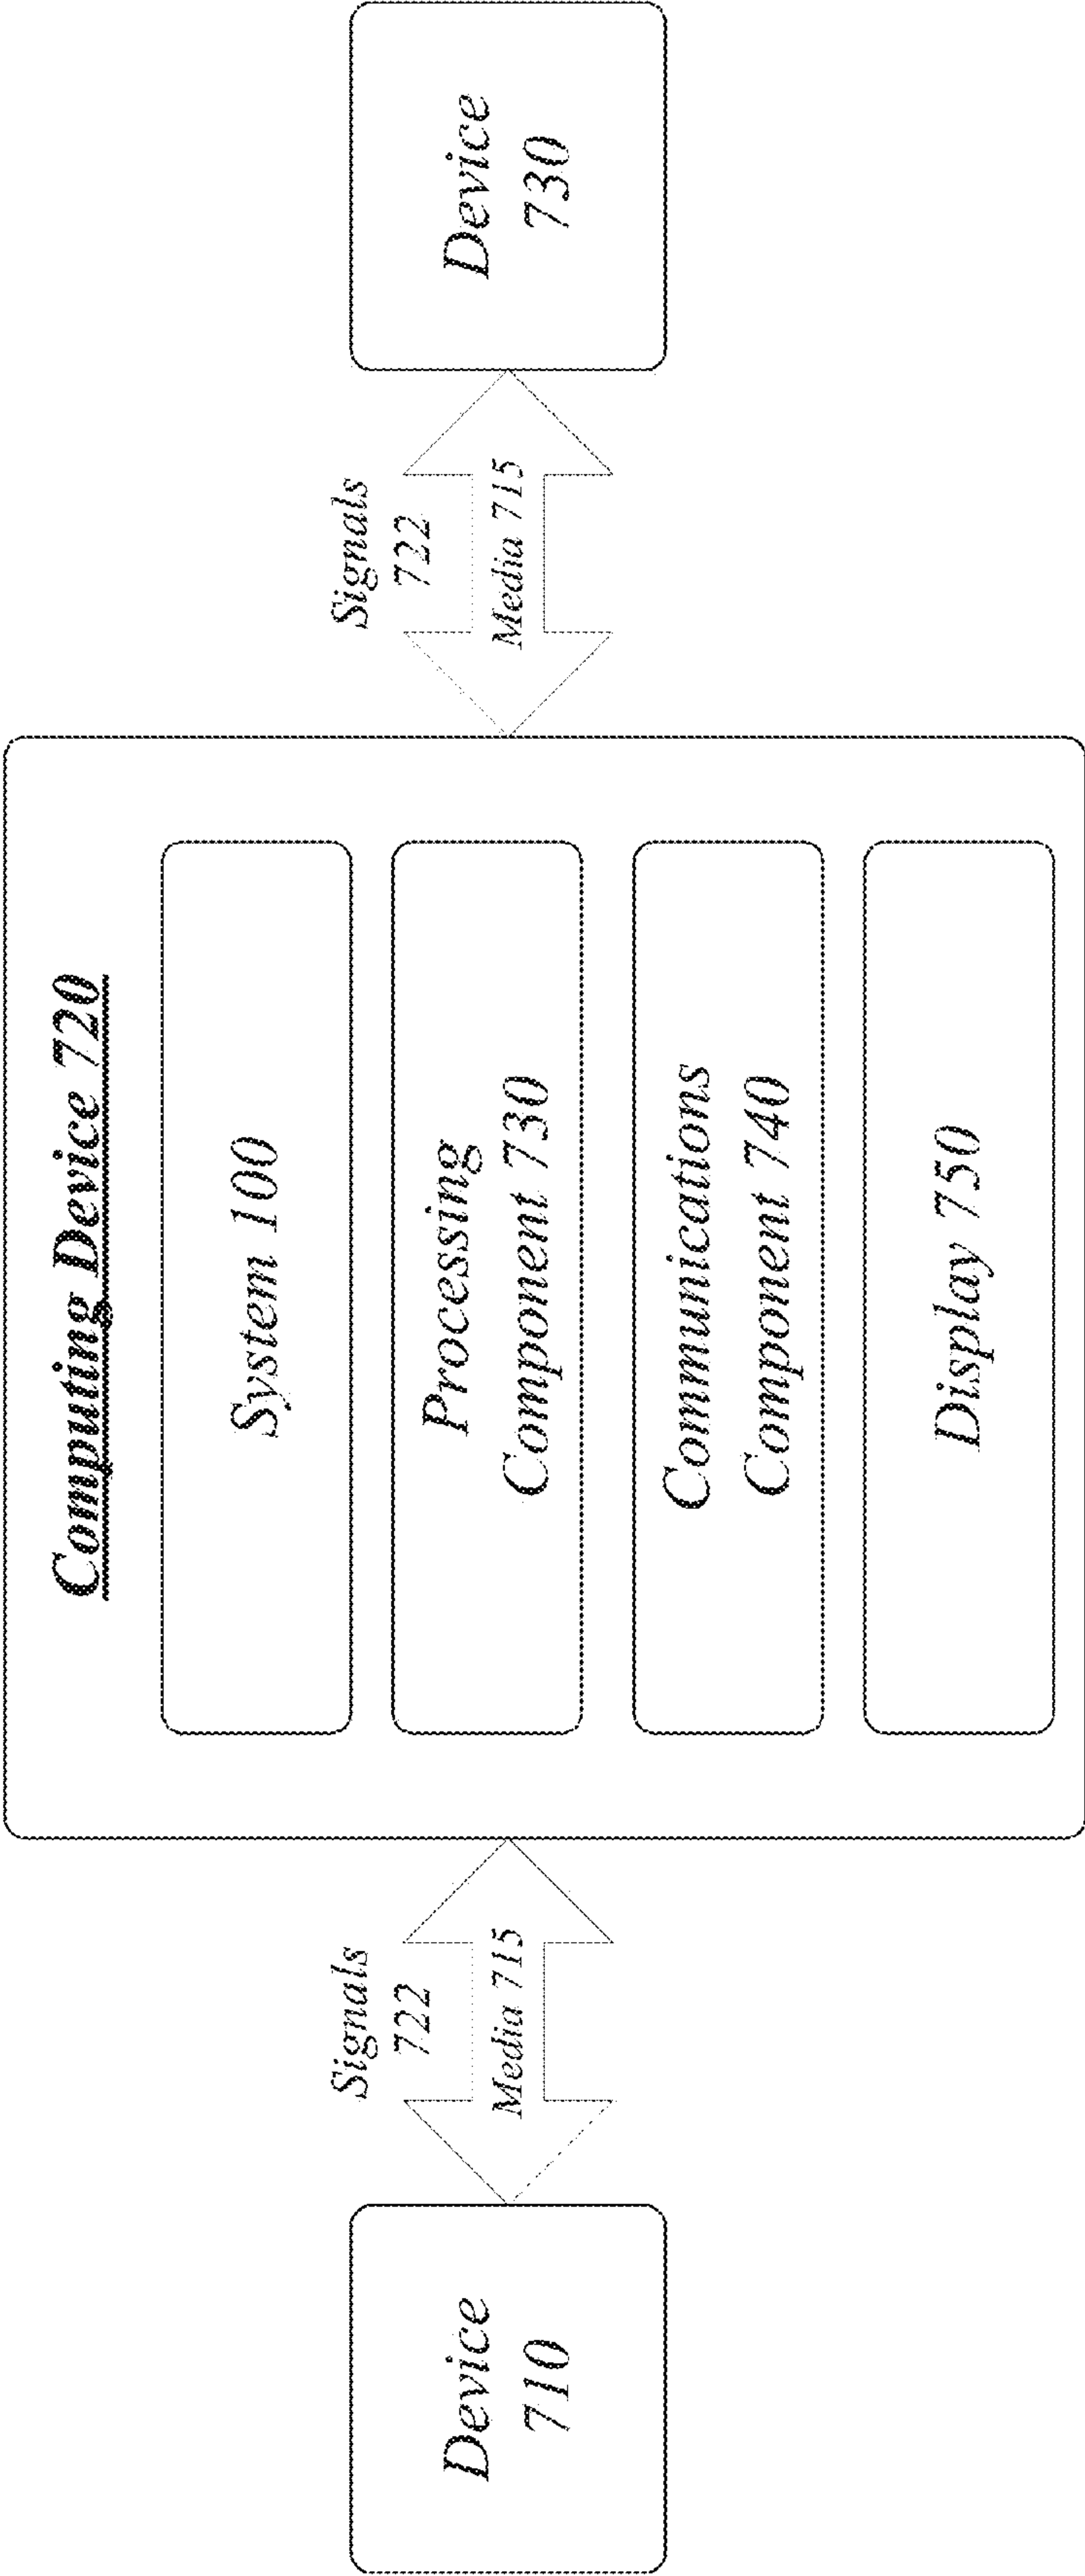 Computing Device 720
Device
710
Signals
722
Media 715
System 100
Processing
Component 730
Communications
Component 740
Display 750
Signals
722
Media 715
Device
730